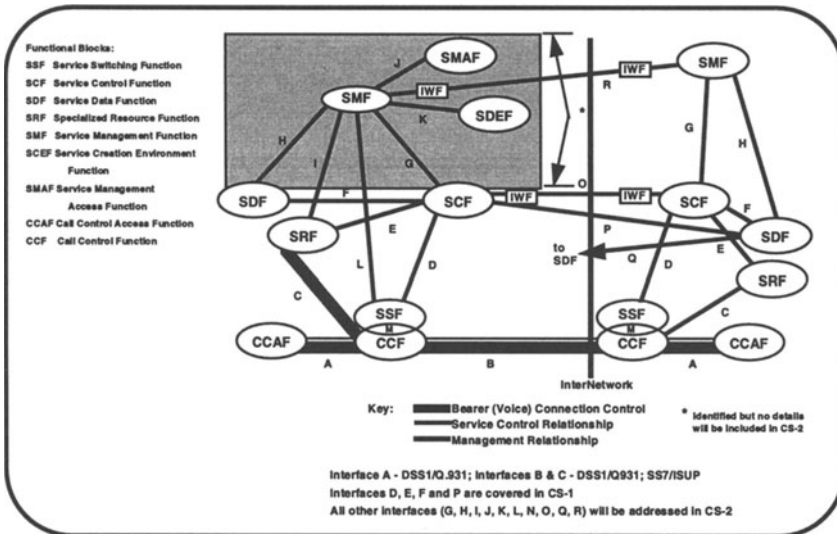 Functional Blocks:
SSF Service Switching Function
SCF Service Control Function
SDF Service Data Function
SRF Specialized Resource Function
SMF Service Management Function
SCEF Service Creation Environment
Function
SMAF Service Management
Access Function
CCAF Call Control Access Function
CCF Call Control Function
SMAF
J
SMF
IWF
K
SDEF
H
I
G
*
R
IWF
SMF
G
H
SDF
F
SCF
IWF
O
IWF
SCF
F
SRF
E
P
SDF
L
D
to
SDF
Q
D
E
SRF
C
C
SSF
M
CCF
CCAF
A
B
SSF
M
CCF
CCAF
A
InterNetwork
Key:
Bearer (Voice) Connection Control
Service Control Relationship
Management Relationship
* Identified but no details
will be included in CS-2
Interface A - DSS1/Q.931; Interfaces B & C - DSS1/Q931; SS7/ISUP
Interfaces D, E, F and P are covered in CS-1
All other interfaces (G, H, I, J, K, L, N, O, Q, R) will be addressed in CS-2